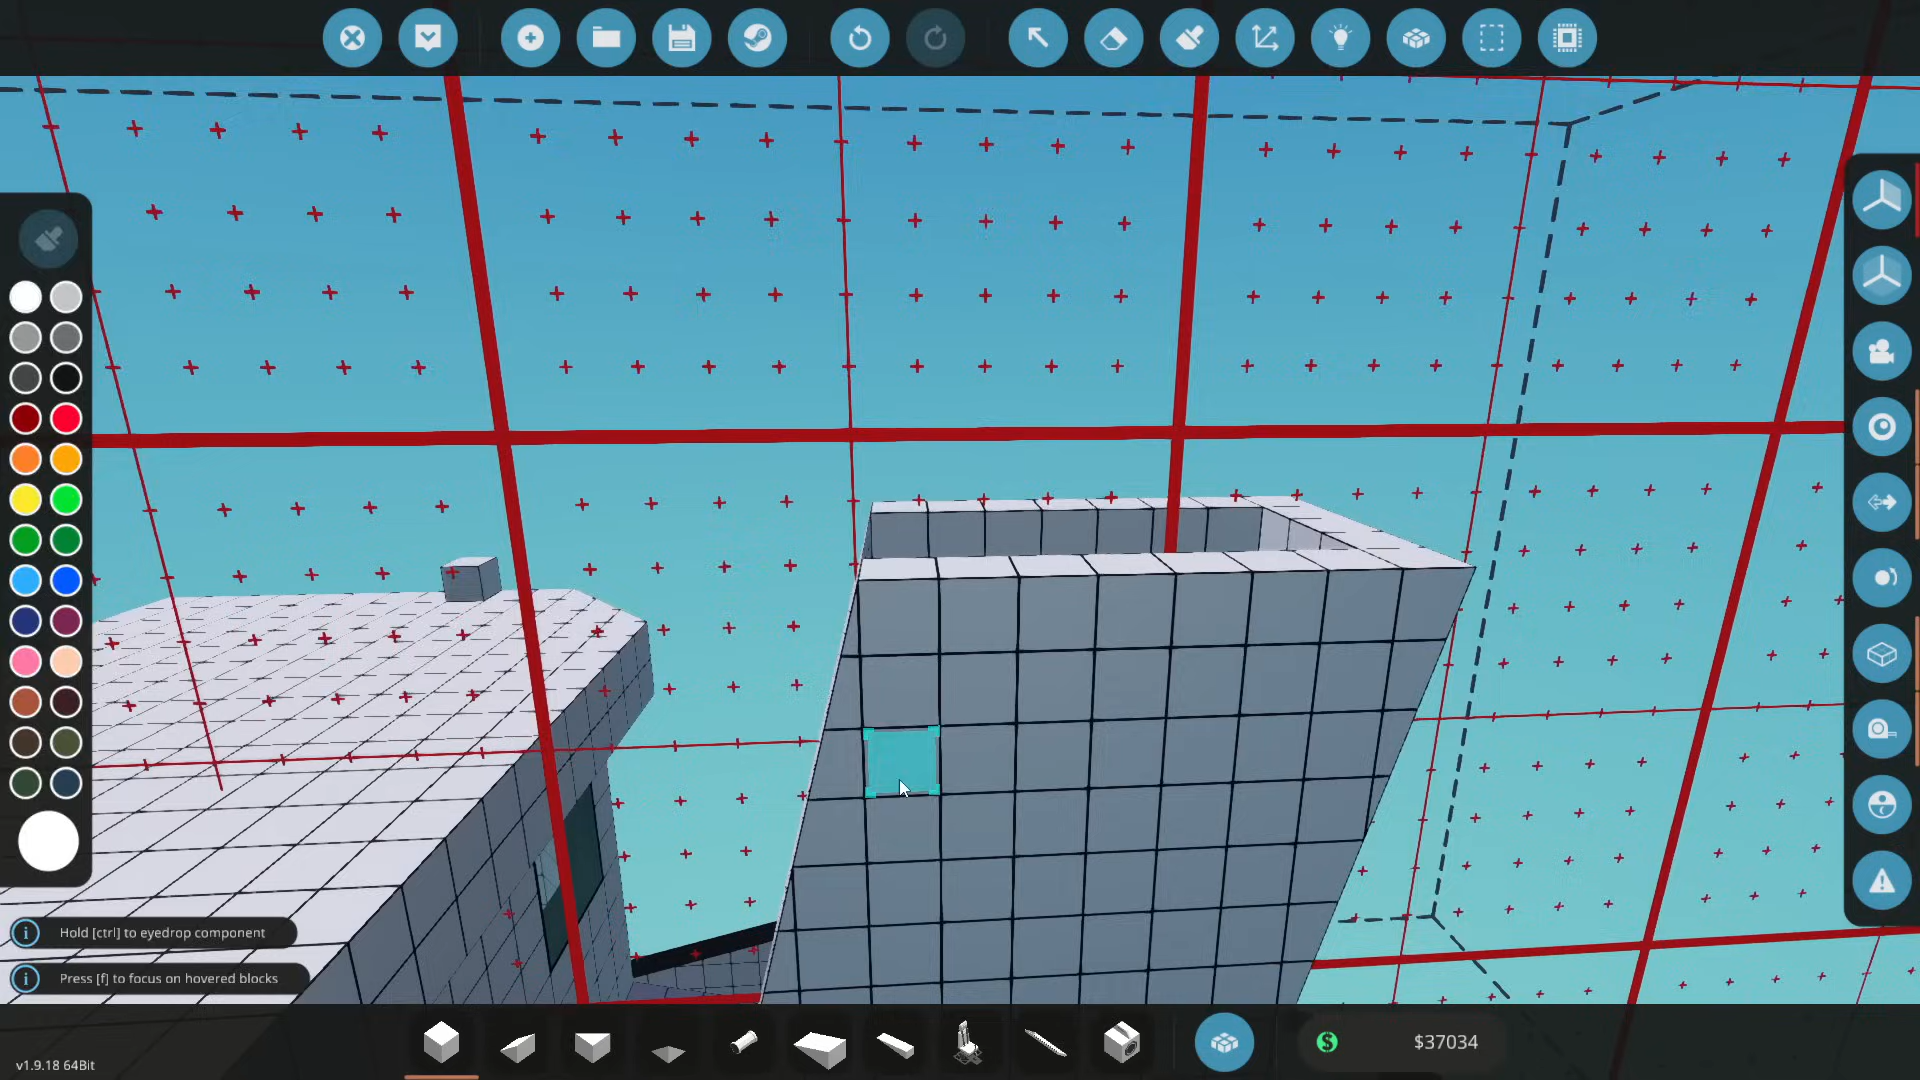 Hold [ctrl] to eyedrop component
Press [f] to focus on hovered blocks
$37034
v1.9.18 64Bit